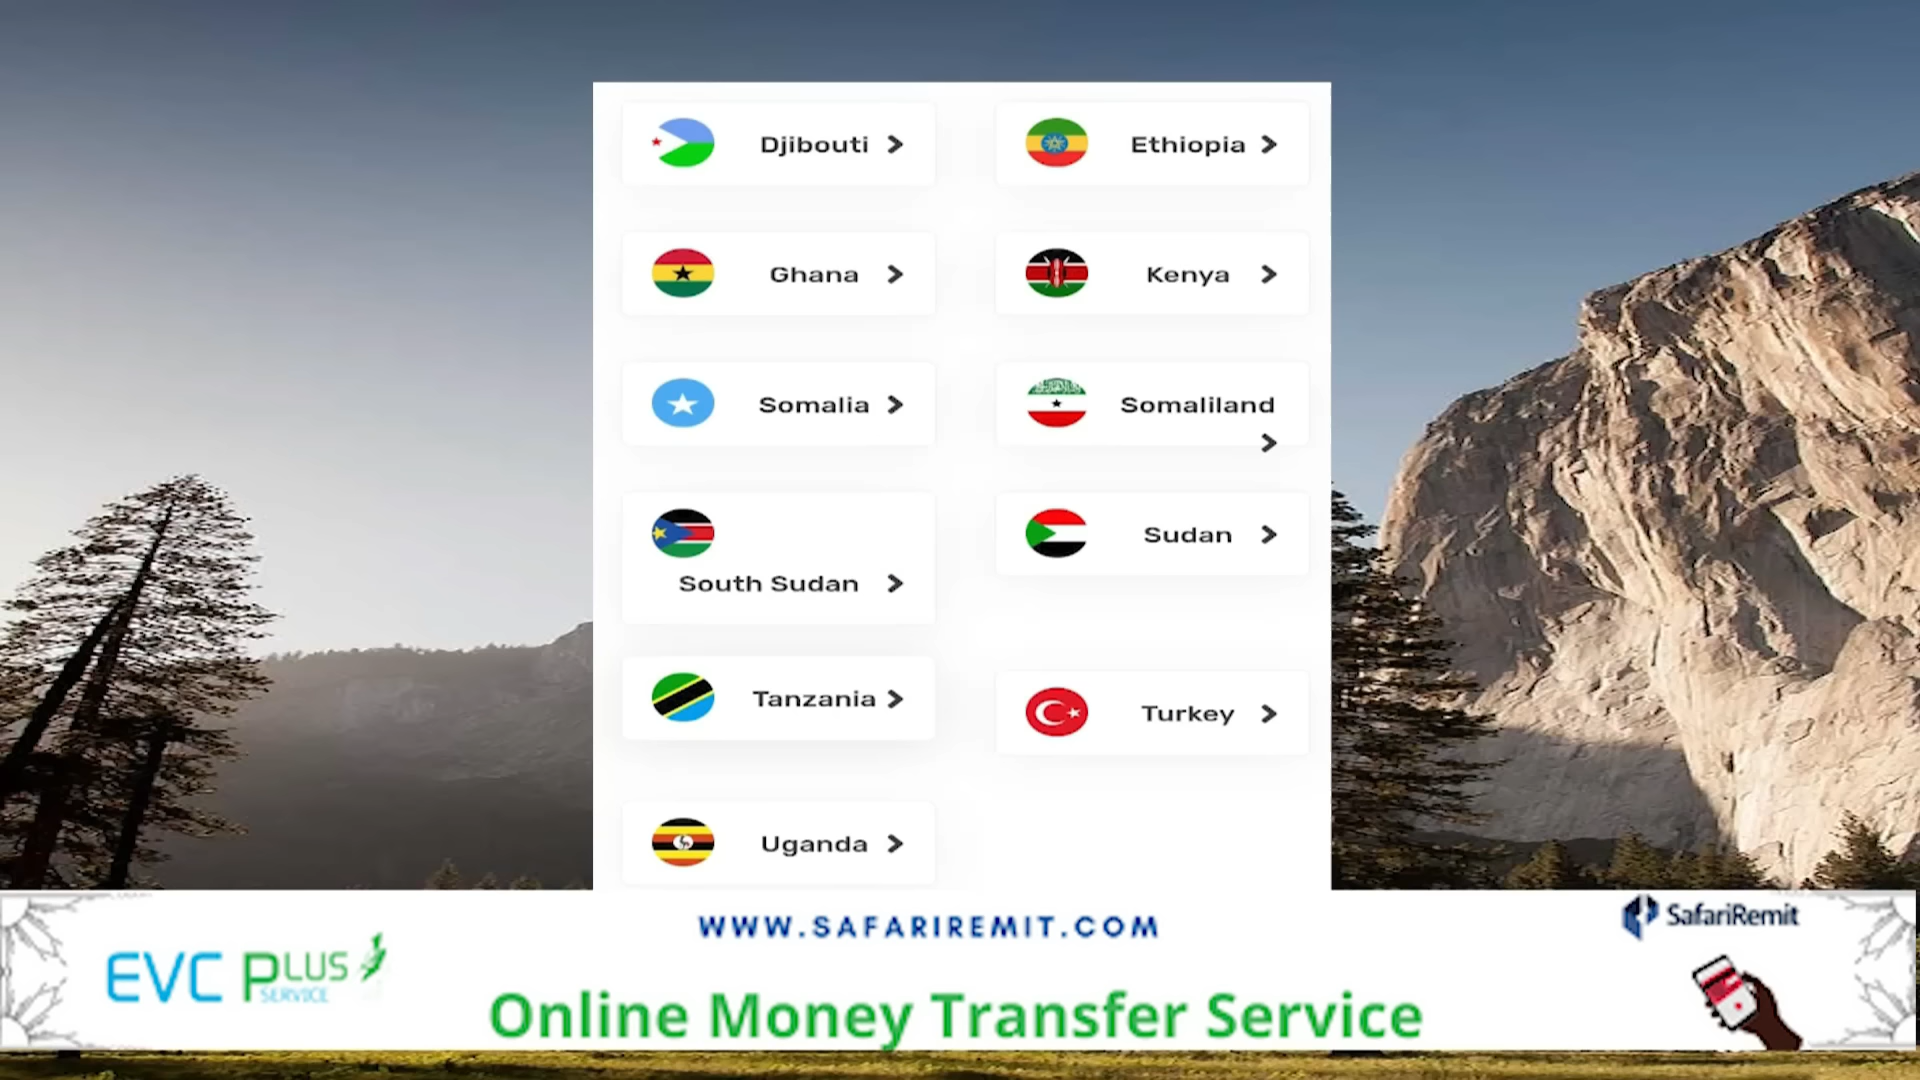 Djibouti
Ethiopia
Ghana
Kenya
Somalia
Somaliland
South Sudan
Sudan
Tanzania
Turkey
Uganda
WWW.SAFARIREMIT.COM
SafariRemit
EVC PLUS
SERVICE
Online Money Transfer Service